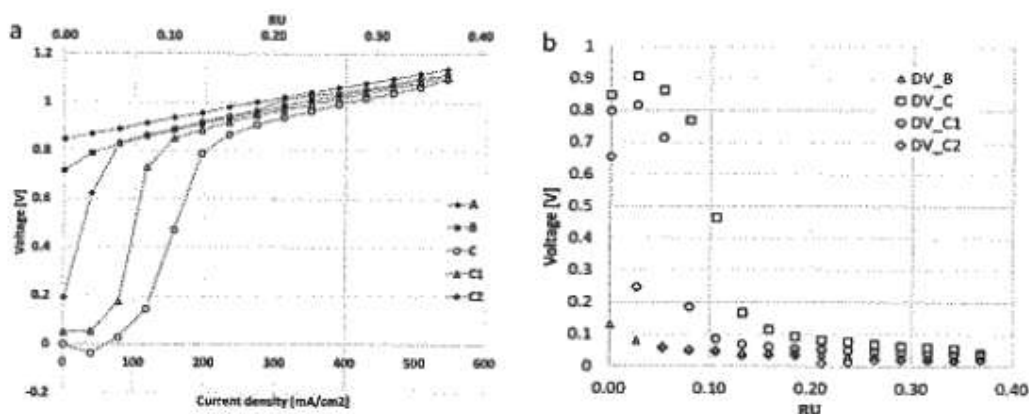 a
RU
0.00 0.10 0.20 0.30 0.40
1.2
1
0.8
0.6
0.4
0.2
0
-0.2
Voltage [V]
A
B
C
C1
C2
0 100 200 300 400 500 600
Current density [mA/cm2]
b
1
0.9
0.8
0.7
0.6
0.5
0.4
0.3
0.2
0.1
0
Voltage [V]
DV_B
DV_C
DV_C1
DV_C2
0.00 0.10 0.20 0.30 0.40
RU